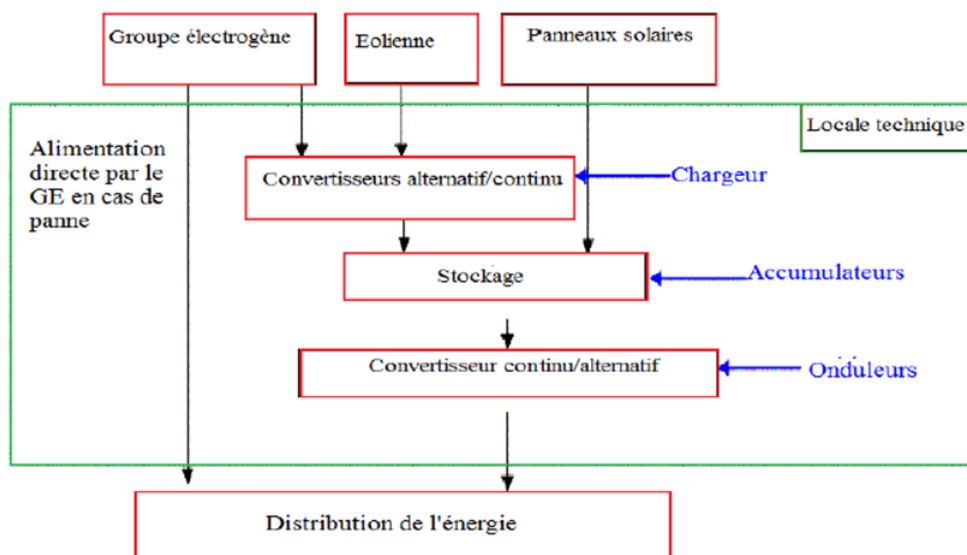 Groupe électrogène
Eolienne
Panneaux solaires
Locale technique
Alimentation
directe par le
GE en cas de
panne
Convertisseurs alternatif/continu
Chargeur
Stockage
Accumulateurs
Convertisseur continu/alternatif
Onduleurs
Distribution de l'énergie